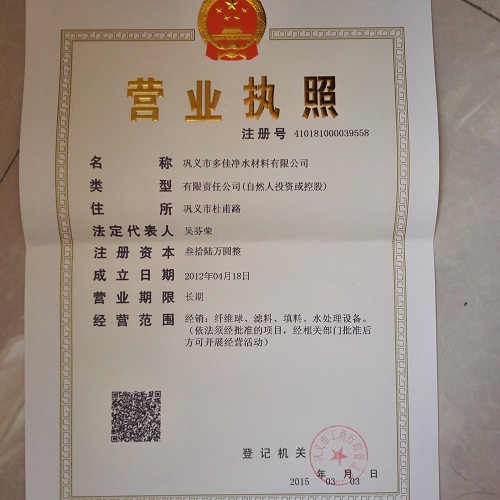 营业执照
注册号 410181000039558
名称 巩义市多佳净水材料有限公司
类型 有限责任公司(自然人投资或控股)
住所 巩义市杜甫路
法定代表人 吴芬荣
注册资本 叁拾陆万圆整
成立日期 2012年04月18日
营业期限 长期
经营范围 经销：纤维球、滤料、填料、水处理设备。
（依法须经批准的项目，经相关部门批准后
方可开展经营活动）
登记机关
2015 年 03 月 03 日